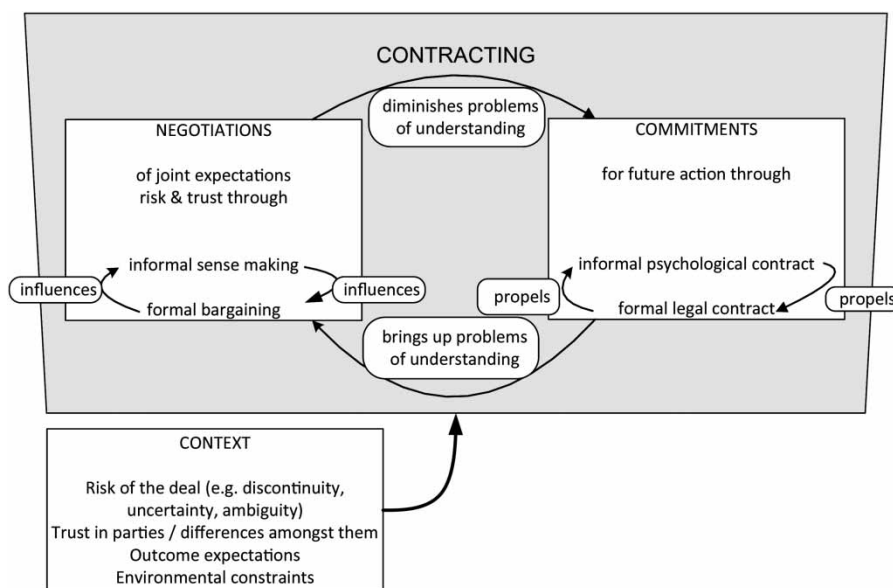 CONTRACTING
diminishes problems
of understanding
NEGOTIATIONS
of joint expectations
risk & trust through
informal sense making
influences
influences
formal bargaining
COMMITMENTS
for future action through
informal psychological contract
propels
propels
formal legal contract
brings up problems
of understanding
CONTEXT
Risk of the deal (e.g. discontinuity,
uncertainty, ambiguity)
Trust in parties / differences amongst them
Outcome expectations
Environmental constraints